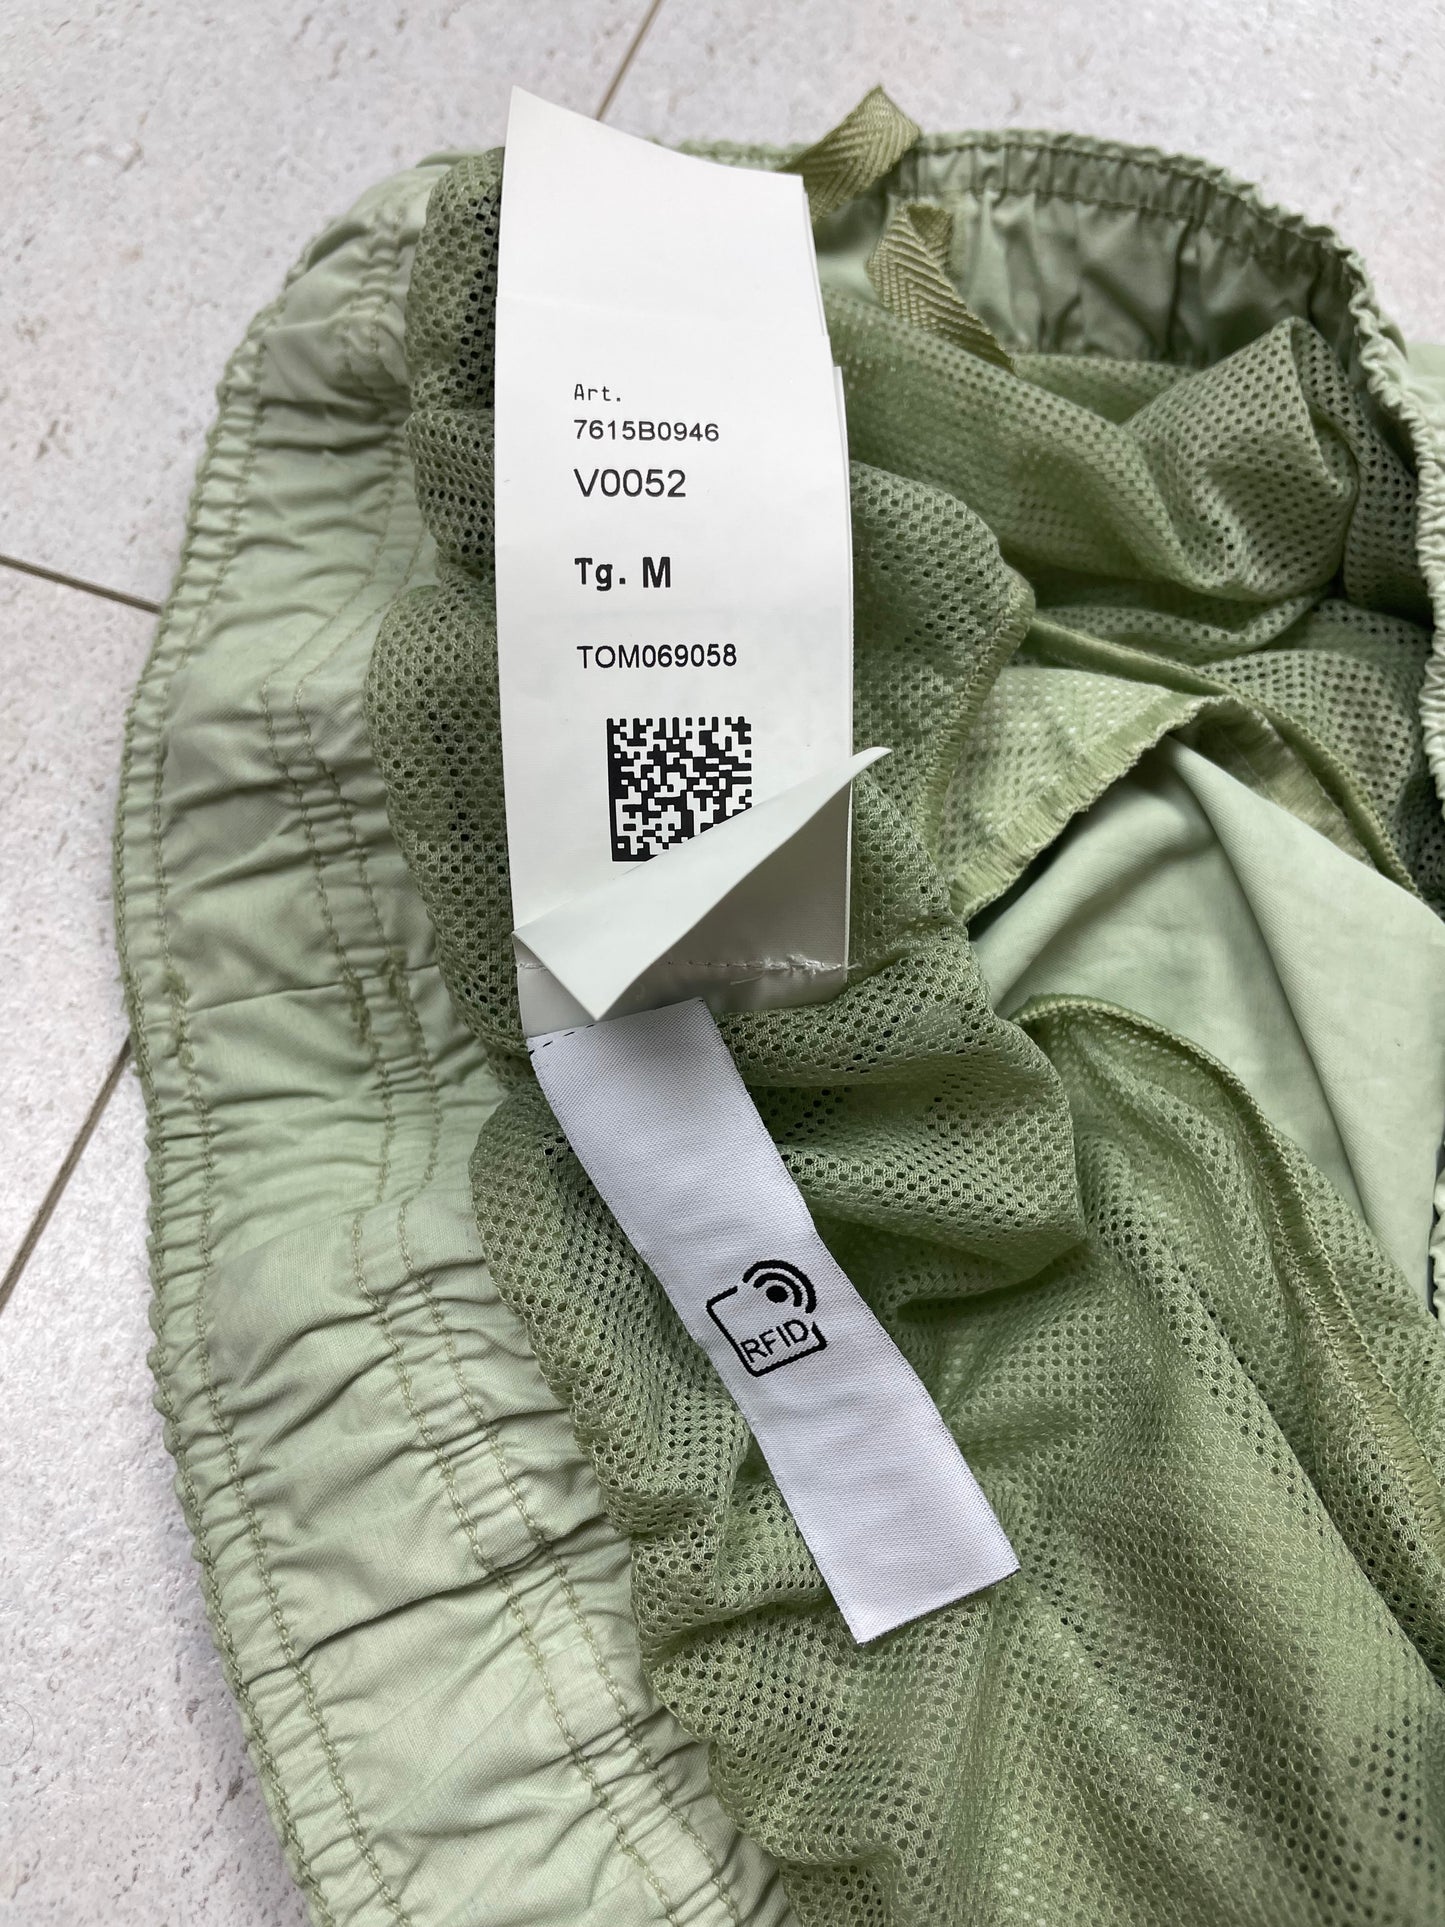 Art.
7615B0946
V0052
Tg. M
TOM069058
RFID